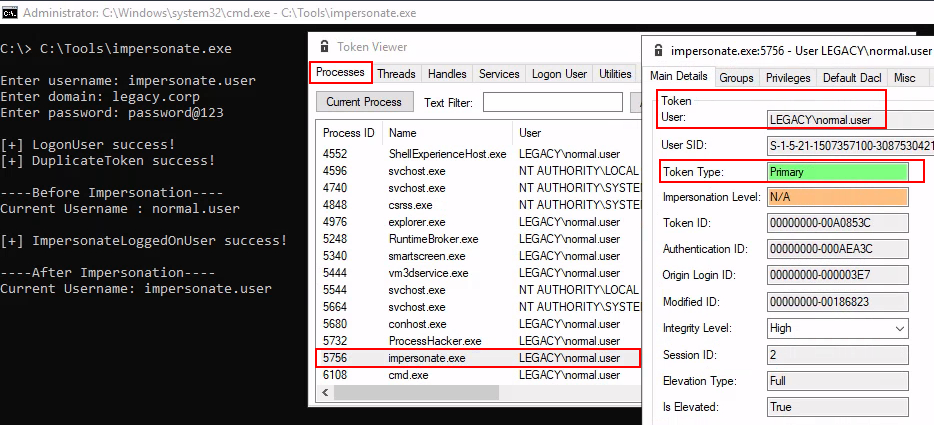 Administrator: C:\Windows\system32\cmd.exe - C:\Tools\impersonate.exe
C:\> C:\Tools\impersonate.exe
Enter username: impersonate.user
Enter domain: legacy.corp
Enter password: password@123
[+] LogonUser success!
[+] DuplicateToken success!
----Before Impersonation----
Current Username : normal.user
[+] ImpersonateLoggedOnUser success!
----After Impersonation----
Current Username: impersonate.user
Token Viewer
Processes Threads Handles Services Logon User Utilities
Current Process Text Filter:
Process ID Name User
4552 ShellExperienceHost.exe LEGACY\normal.user
4596 svchost.exe NT AUTHORITY\LOCAL
4740 svchost.exe NT AUTHORITY\SYSTEM
4848 csrss.exe NT AUTHORITY\SYSTEM
4976 explorer.exe LEGACY\normal.user
5248 RuntimeBroker.exe LEGACY\normal.user
5340 smartscreen.exe LEGACY\normal.user
5444 vm3dservice.exe LEGACY\normal.user
5544 svchost.exe NT AUTHORITY\LOCAL
5664 svchost.exe NT AUTHORITY\SYSTEM
5680 conhost.exe LEGACY\normal.user
5732 ProcessHacker.exe LEGACY\normal.user
5756 impersonate.exe LEGACY\normal.user
6108 cmd.exe LEGACY\normal.user
impersonate.exe:5756 - User LEGACY\normal.user
Main Details Groups Privileges Default Dacl Misc
Token
User: LEGACY\normal.user
User SID: S-1-5-21-1507357100-3087530421
Token Type: Primary
Impersonation Level: N/A
Token ID: 00000000-00A0853C
Authentication ID: 00000000-000AEA3C
Origin Login ID: 00000000-000003E7
Modified ID: 00000000-00186823
Integrity Level: High
Session ID: 2
Elevation Type: Full
Is Elevated: True